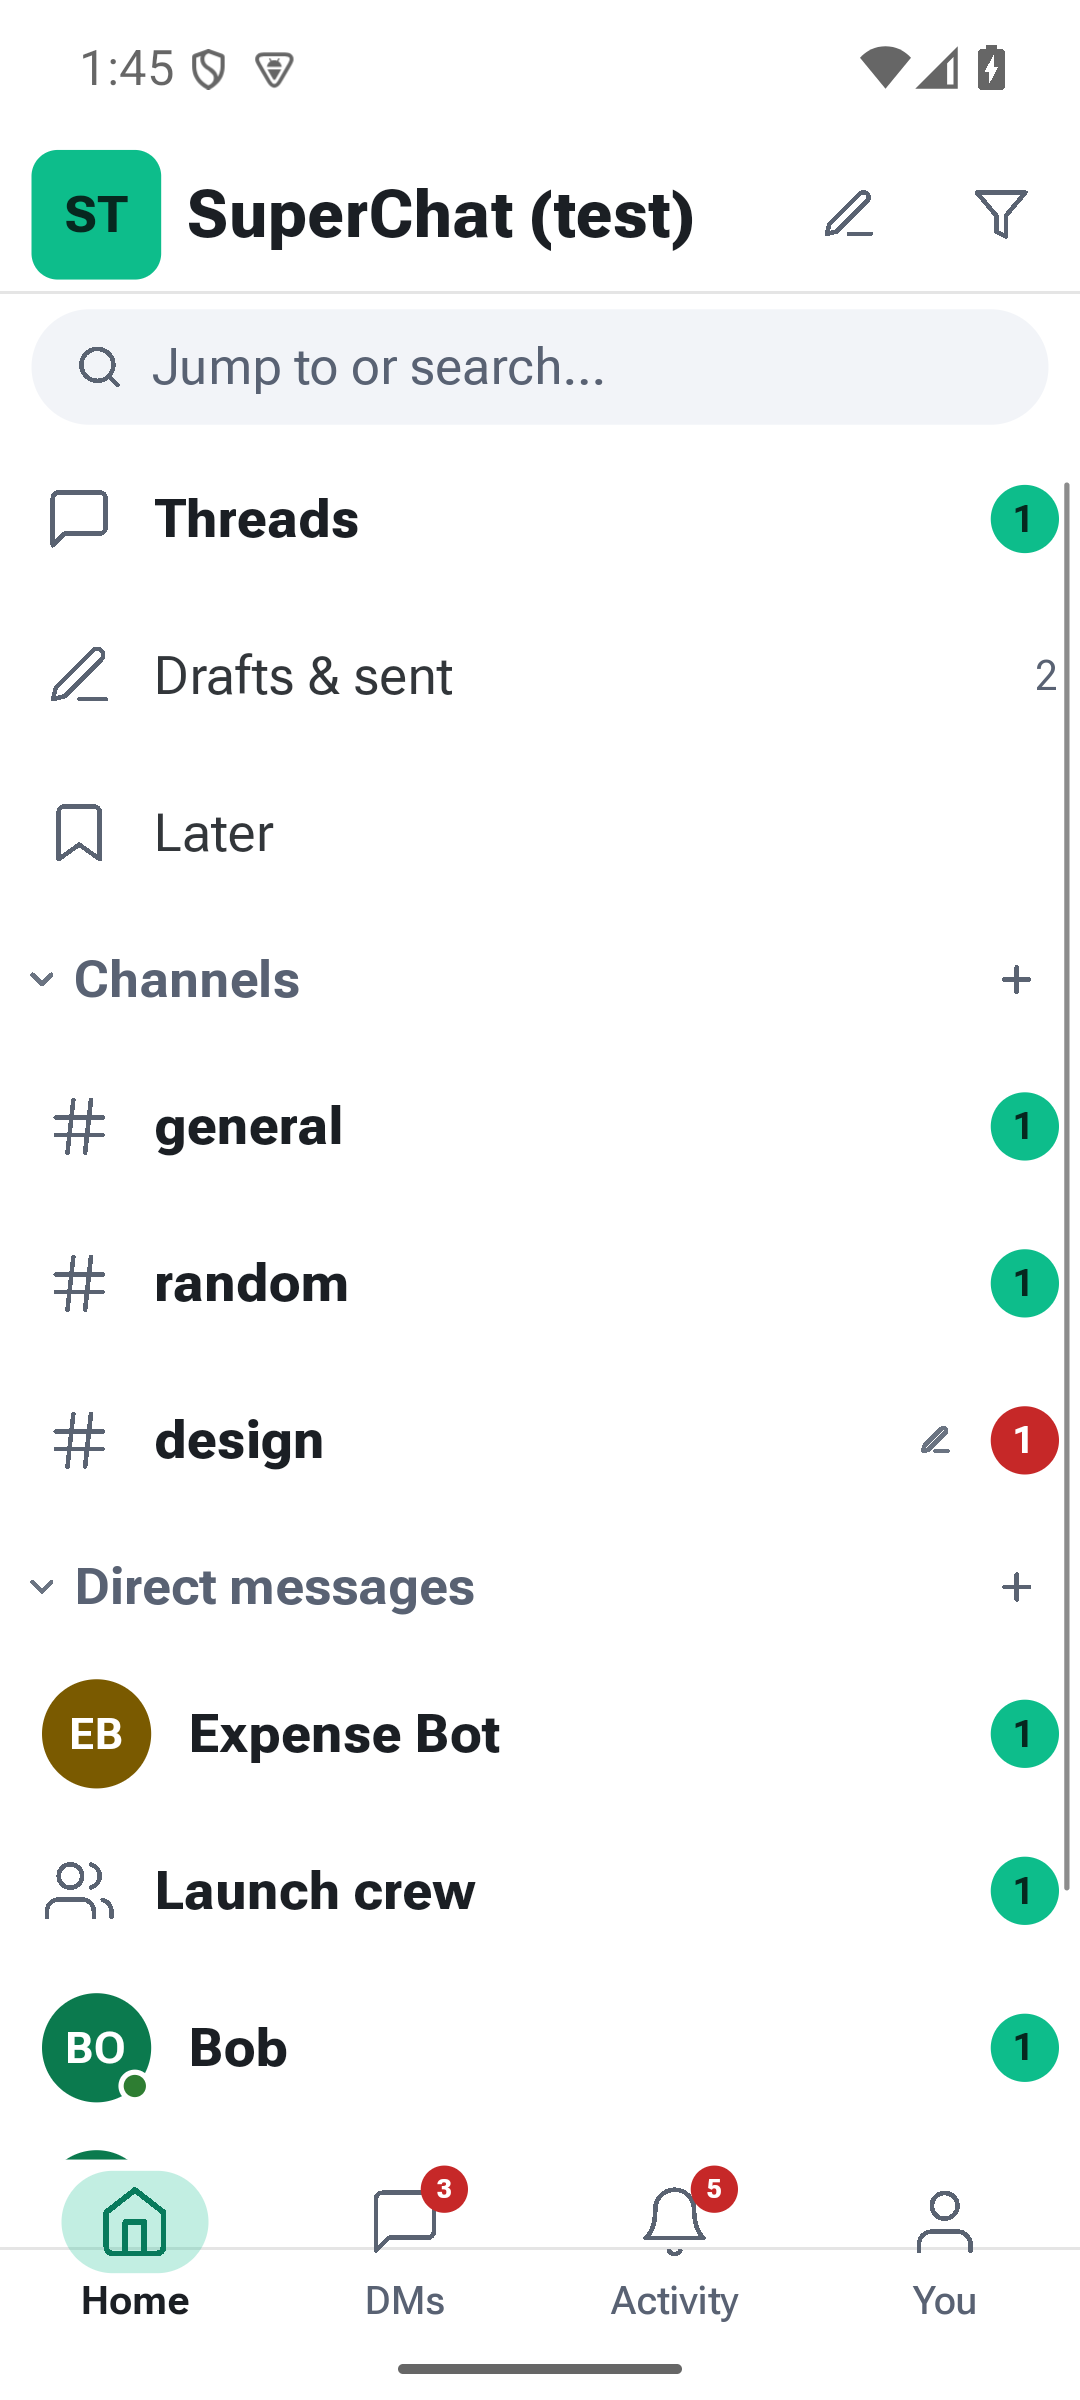 1:45
ST SuperChat (test)
Jump to or search...
Threads 1
Drafts & sent 2
Later
Channels
general 1
random 1
design 1
Direct messages
EB Expense Bot 1
Launch crew 1
BO Bob 1
3 5
Home DMs Activity You